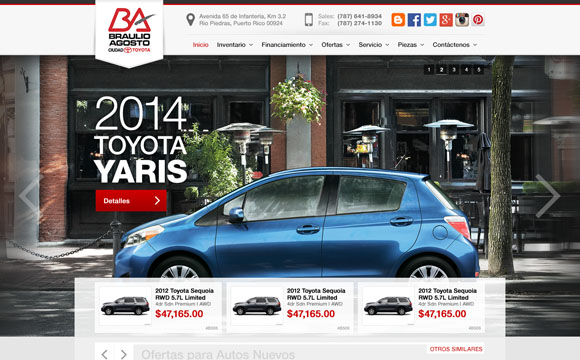 BA
BRAULIO
AGOSTO
CIUDAD TOYOTA
Avenida 65 de Infantería, Km 3.2
Rio Piedras, Puerto Rico 00924
Sales: (787) 641-8934
Fax: (787) 274-1130
Inicio Inventario Financiamiento Ofertas Servicio Piezas Contáctenos
1 2 3 4 5
2014
TOYOTA
YARIS
Detalles
2012 Toyota Sequoia
RWD 5.7L Limited
4dr Sdn Premium I AWD
$47,165.00
2012 Toyota Sequoia
RWD 5.7L Limited
4dr Sdn Premium I AWD
$47,165.00
2012 Toyota Sequoia
RWD 5.7L Limited
4dr Sdn Premium I AWD
$47,165.00
Ofertas para Autos Nuevos
OTROS SIMILARES